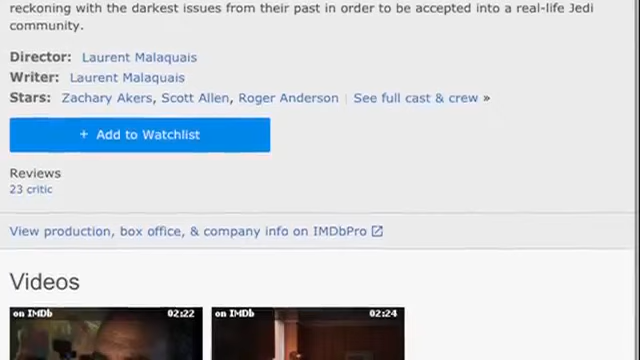 reckoning with the darkest issues from their past in order to be accepted into a real-life Jedi
community.
Director: Laurent Malaquais
Writer: Laurent Malaquais
Stars: Zachary Akers, Scott Allen, Roger Anderson | See full cast & crew »
+ Add to Watchlist
Reviews
23 critic
View production, box office, & company info on IMDbPro
Videos
on IMDb 02:22 on IMDb 02:24